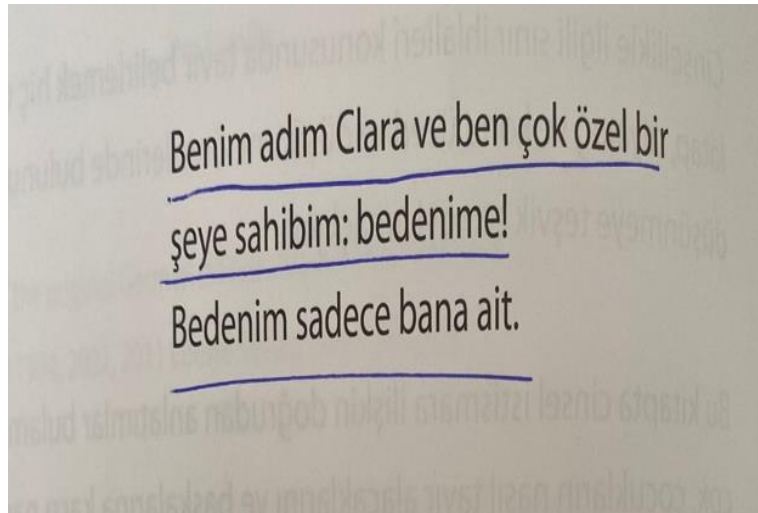 Benim adım Clara ve ben çok özel bir
şeye sahibim: bedenime!
Bedenim sadece bana ait.